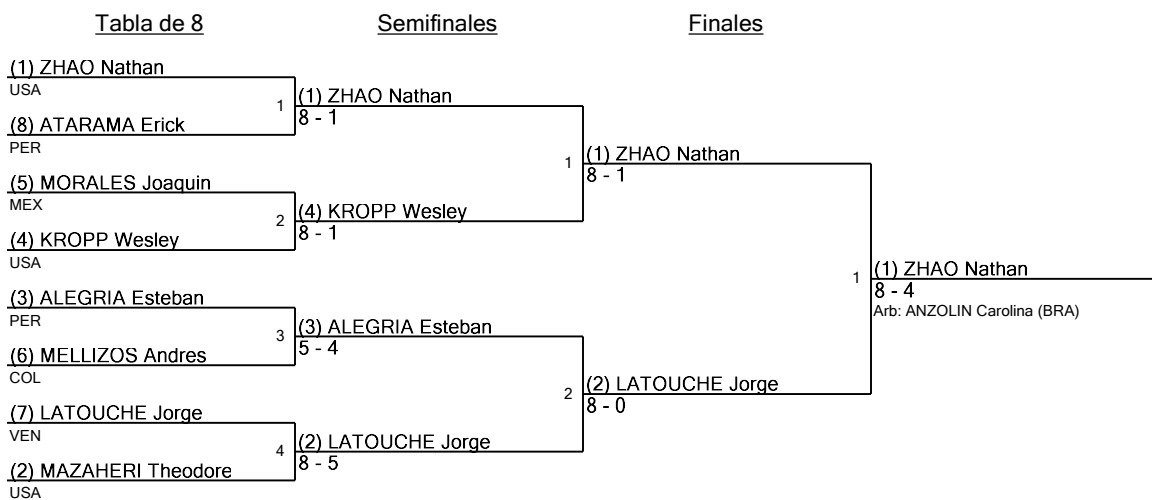 Tabla de 8
Semifinales
Finales
(1) ZHAO Nathan
USA
(8) ATARAMA Erick
PER
(5) MORALES Joaquin
MEX
(4) KROPP Wesley
USA
(3) ALEGRIA Esteban
PER
(6) MELLIZOS Andres
COL
(7) LATOUCHE Jorge
VEN
(2) MAZAHERI Theodore
USA
1
(1) ZHAO Nathan
8 - 1
2
(4) KROPP Wesley
8 - 1
3
(3) ALEGRIA Esteban
5 - 4
4
(2) LATOUCHE Jorge
8 - 5
1
(1) ZHAO Nathan
8 - 1
2
(2) LATOUCHE Jorge
8 - 0
1
(1) ZHAO Nathan
8 - 4
Arb: ANZOLIN Carolina (BRA)